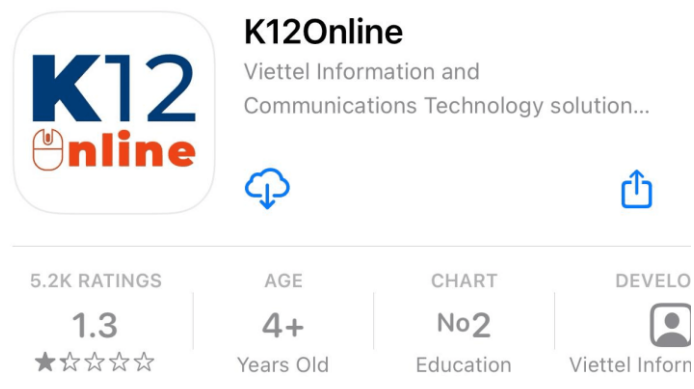 K12
Online
K12Online
Viettel Information and
Communications Technology solution...
5.2K RATINGS
AGE
CHART
DEVELO
1.3
4+
No2
Years Old
Education
Viettel Inforn